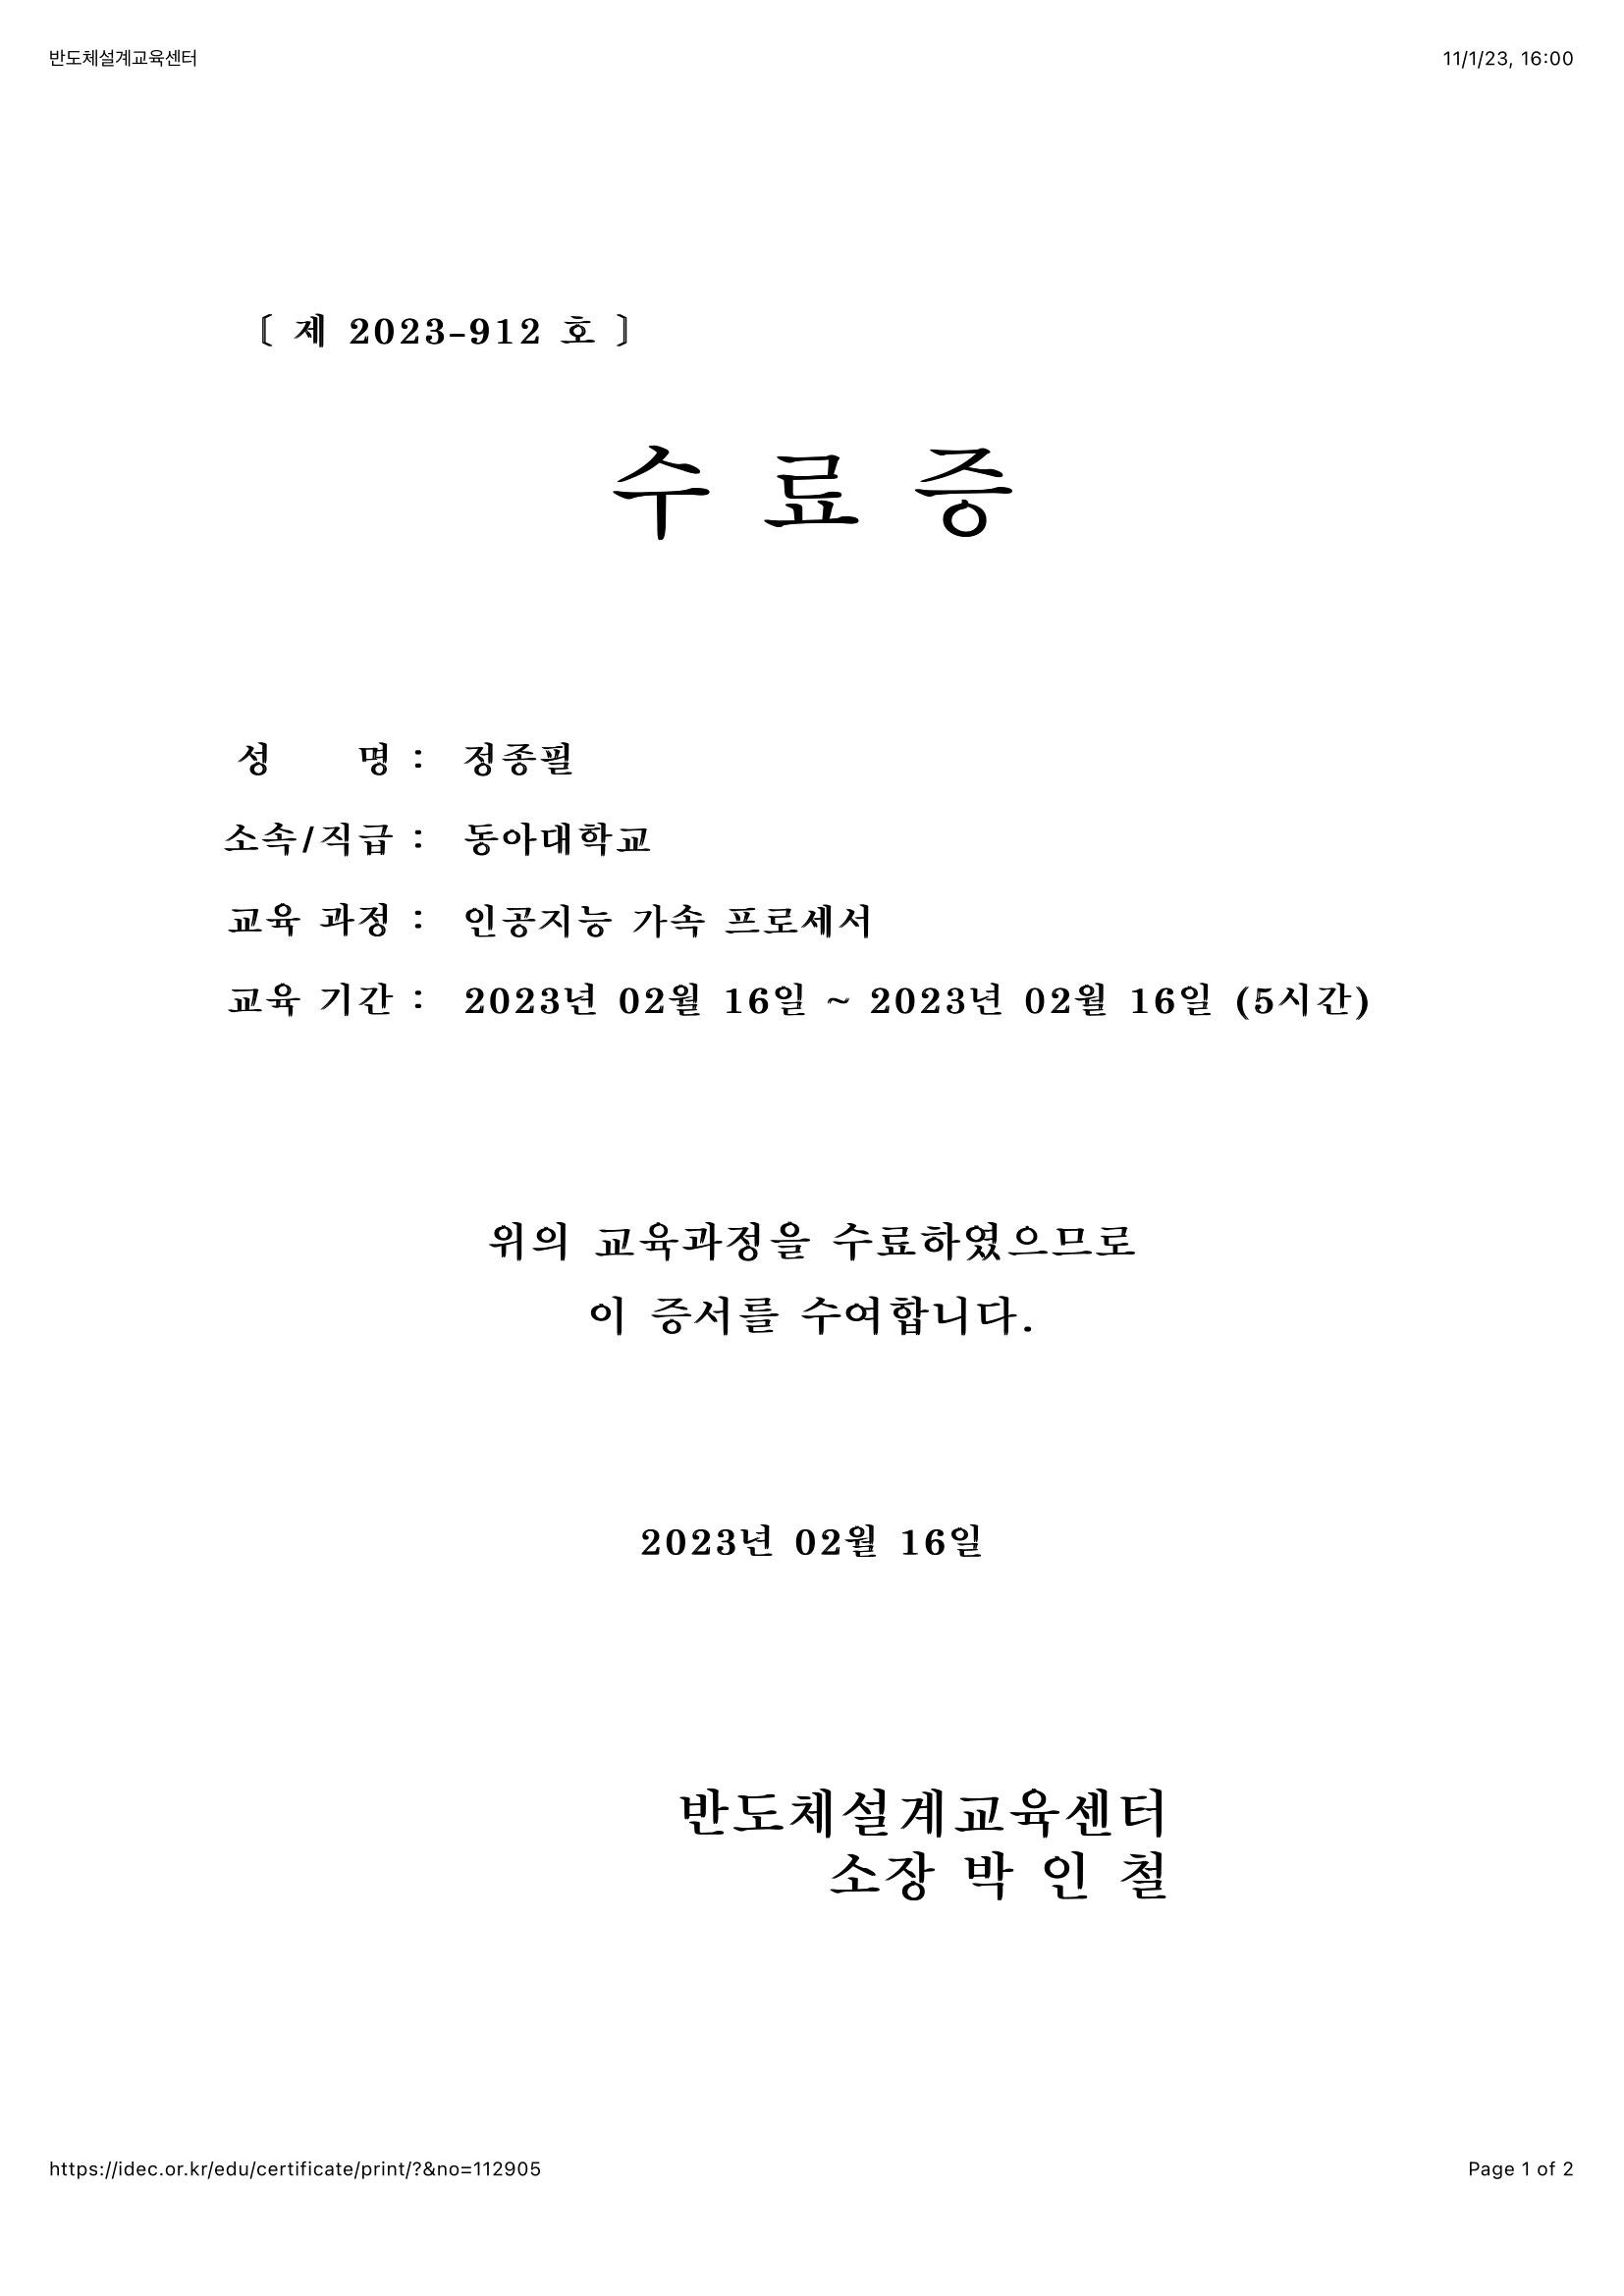 반도체설계교육센터 11/1/23, 16:00
〔 제 2023-912 호 〕
수 료 증
성 명 : 정종필
소속/직급 : 동아대학교
교육 과정 : 인공지능 가속 프로세서
교육 기간 : 2023년 02월 16일 ~ 2023년 02월 16일 (5시간)
위의 교육과정을 수료하였으므로
이 증서를 수여합니다.
2023년 02월 16일
반도체설계교육센터
소장 박 인 철
https://idec.or.kr/edu/certificate/print/?&no=112905 Page 1 of 2